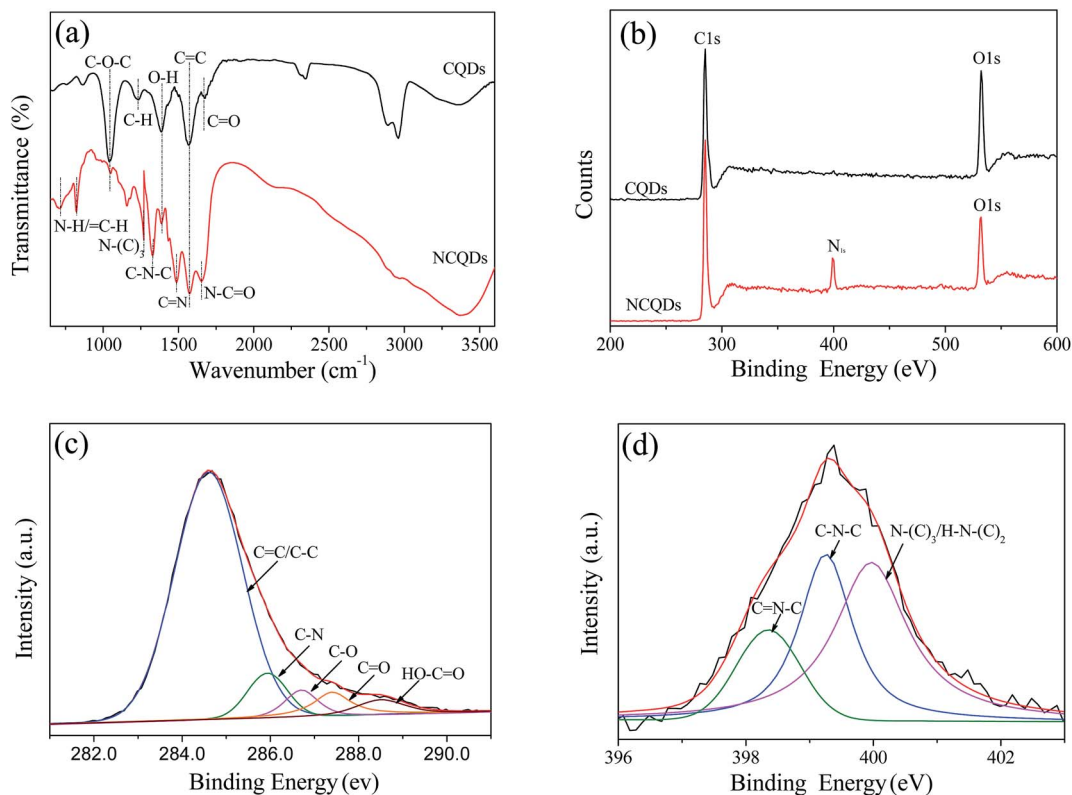 (a)
C-O-C
C=C
CQDs
O-H
C-H
C=O
N-H/=C-H
N-(C)3
C-N-C
C=N
N-C=O
NCQDs
Transmittance (%)
1000 1500 2000 2500 3000 3500
Wavenumber (cm-1)
(b)
C1s
O1s
CQDs
O1s
N1s
NCQDs
Counts
200 300 400 500 600
Binding Energy (eV)
(c)
C=C/C-C
C-N
C-O
C=O
HO-C=O
Intensity (a.u.)
282.0 284.0 286.0 288.0 290.0
Binding Energy (ev)
(d)
C-N-C
N-(C)3/H-N-(C)2
C=N-C
Intensity (a.u.)
396 398 400 402
Binding Energy (eV)